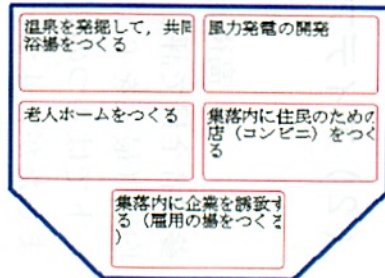 温泉を発掘して，共同
浴場をつくる
風力発電の開発
老人ホームをつくる
集落内に住民のための
店（コンビニ）をつく
る
集落内に企業を誘致す
る（雇用の場をつくる
）